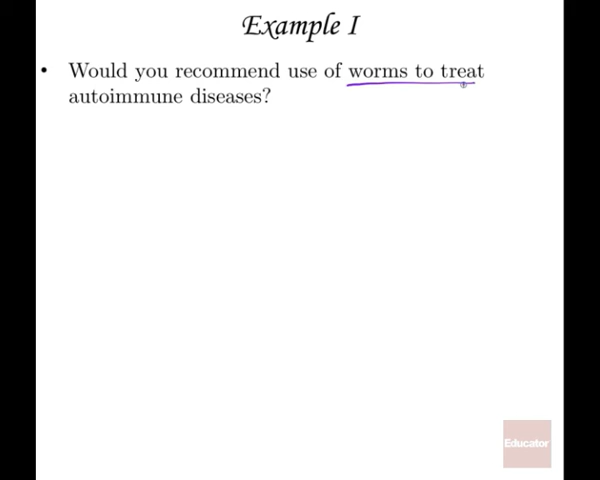 Example I
• Would you recommend use of worms to treat
autoimmune diseases?
Educator